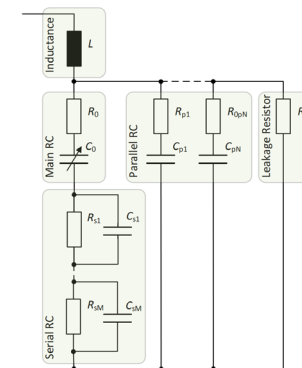 Inductance
L
Main RC
R0
C0
Parallel RC
Rp1
Cp1
R0pN
CpN
Leakage Resistor
R
Serial RC
Rs1
Cs1
RsM
CsM